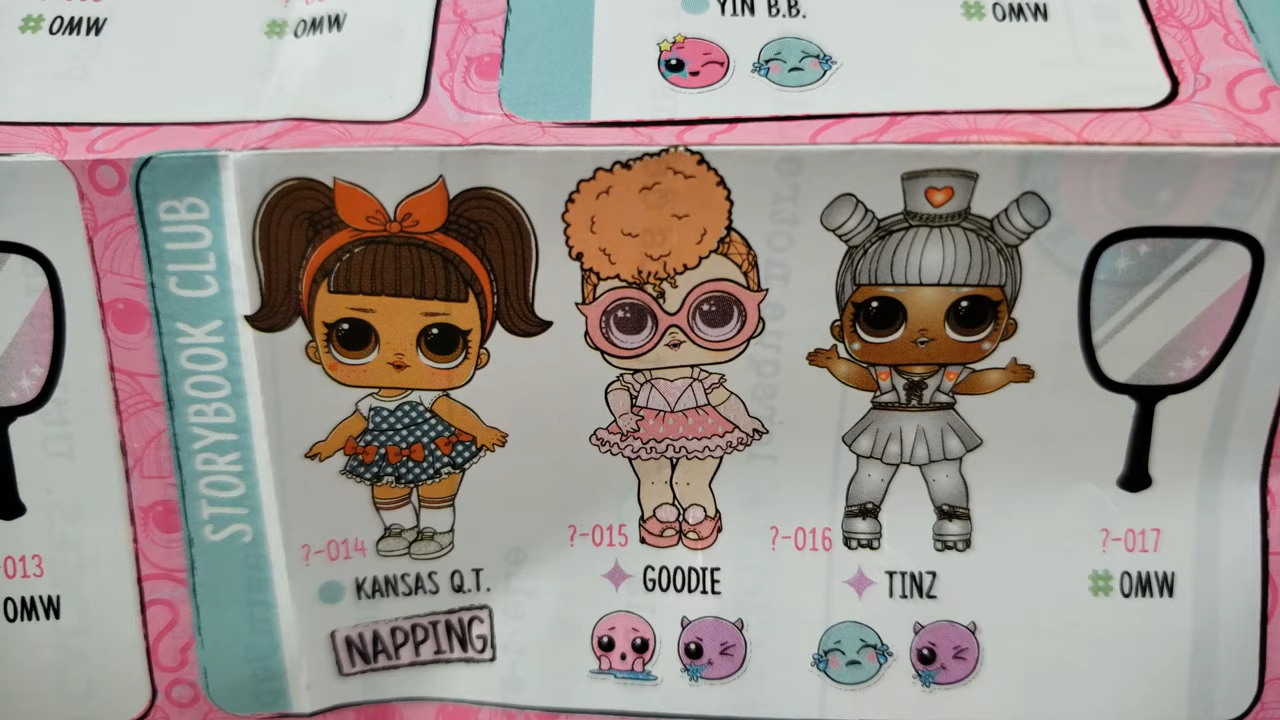 #OMW
#OMW
YIN B.B.
#OMW
STORYBOOK CLUB
?-014
KANSAS Q.T.
NAPPING
?-015
GOODIE
?-016
TINZ
?-017
#OMW
-013
OMW